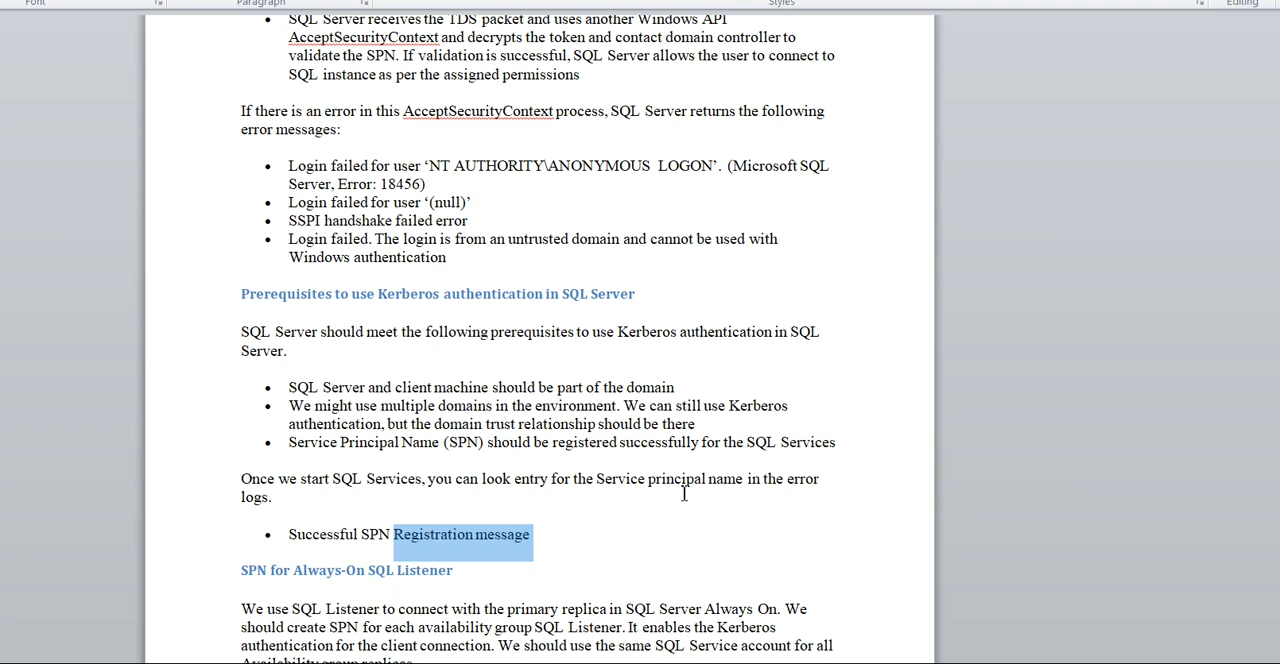 Font
Paragraph
Styles
Editing
SQL Server receives the TDS packet and uses another Windows API
AcceptSecurityContext and decrypts the token and contact domain controller to
validate the SPN. If validation is successful, SQL Server allows the user to connect to
SQL instance as per the assigned permissions
If there is an error in this AcceptSecurityContext process, SQL Server returns the following
error messages:
Login failed for user ‘NT AUTHORITY\ANONYMOUS LOGON’. (Microsoft SQL
Server, Error: 18456)
Login failed for user ‘(null)’
SSPI handshake failed error
Login failed. The login is from an untrusted domain and cannot be used with
Windows authentication
Prerequisites to use Kerberos authentication in SQL Server
SQL Server should meet the following prerequisites to use Kerberos authentication in SQL
Server.
SQL Server and client machine should be part of the domain
We might use multiple domains in the environment. We can still use Kerberos
authentication, but the domain trust relationship should be there
Service Principal Name (SPN) should be registered successfully for the SQL Services
Once we start SQL Services, you can look entry for the Service principal name in the error
logs.
Successful SPN Registration message
SPN for Always-On SQL Listener
We use SQL Listener to connect with the primary replica in SQL Server Always On. We
should create SPN for each availability group SQL Listener. It enables the Kerberos
authentication for the client connection. We should use the same SQL Service account for all
Availability group replicas